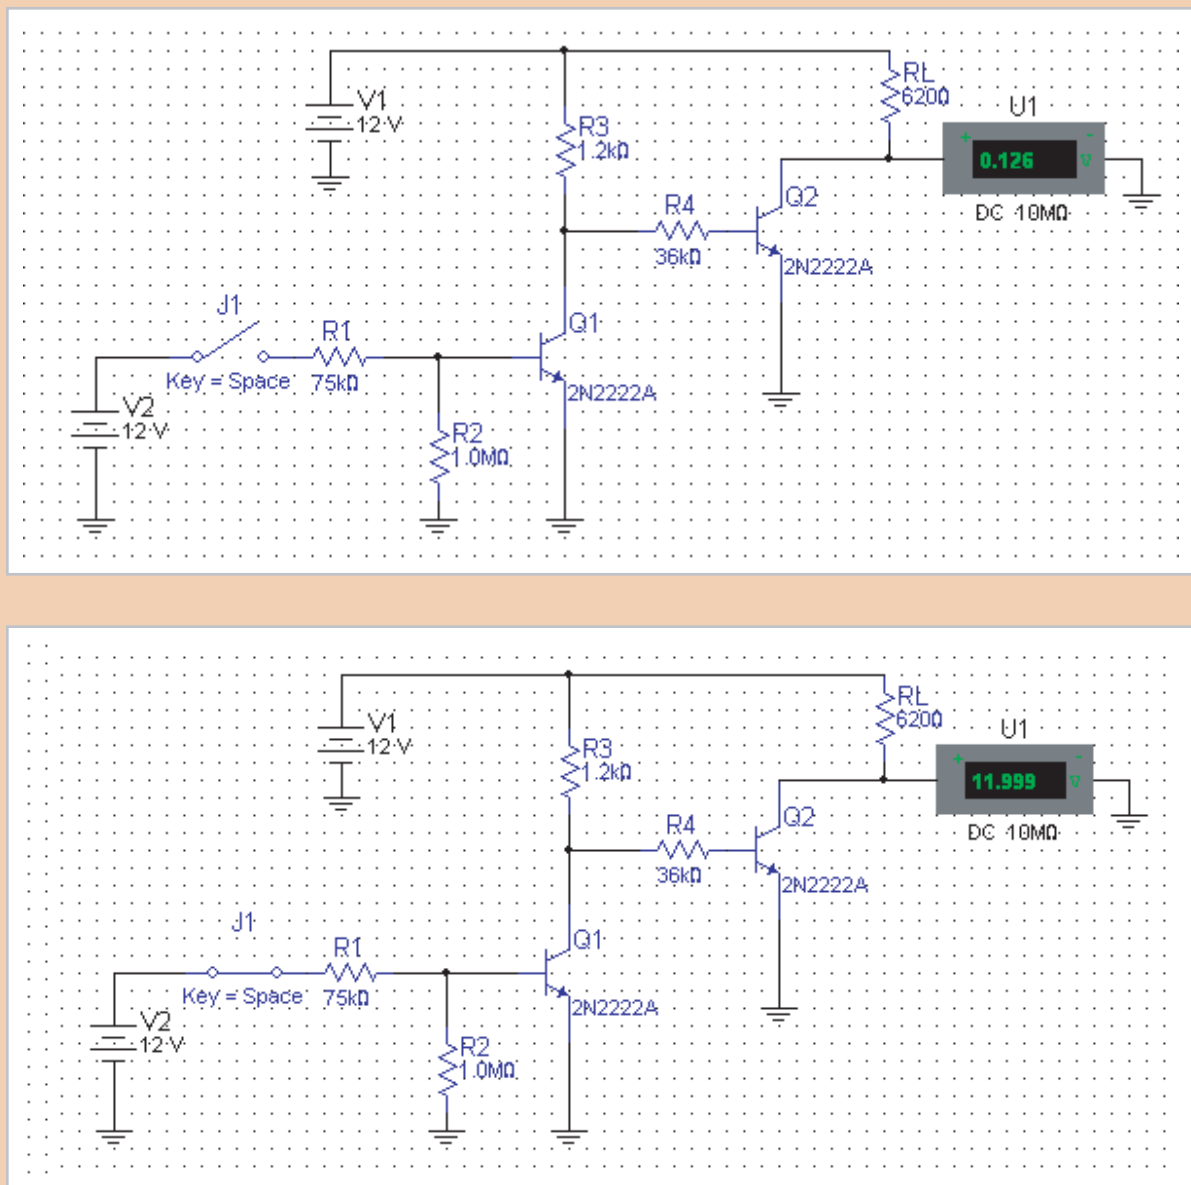 V1
12 V
R3
1.2kΩ
RL
620Ω
U1
+
-
0.126
V
DC 10MΩ
R4
36kΩ
Q2
2N2222A
J1
Key = Space
R1
75kΩ
Q1
2N2222A
V2
12 V
R2
1.0MΩ
V1
12 V
R3
1.2kΩ
RL
620Ω
U1
+
-
11.999
V
DC 10MΩ
R4
36kΩ
Q2
2N2222A
J1
Key = Space
R1
75kΩ
Q1
2N2222A
V2
12 V
R2
1.0MΩ